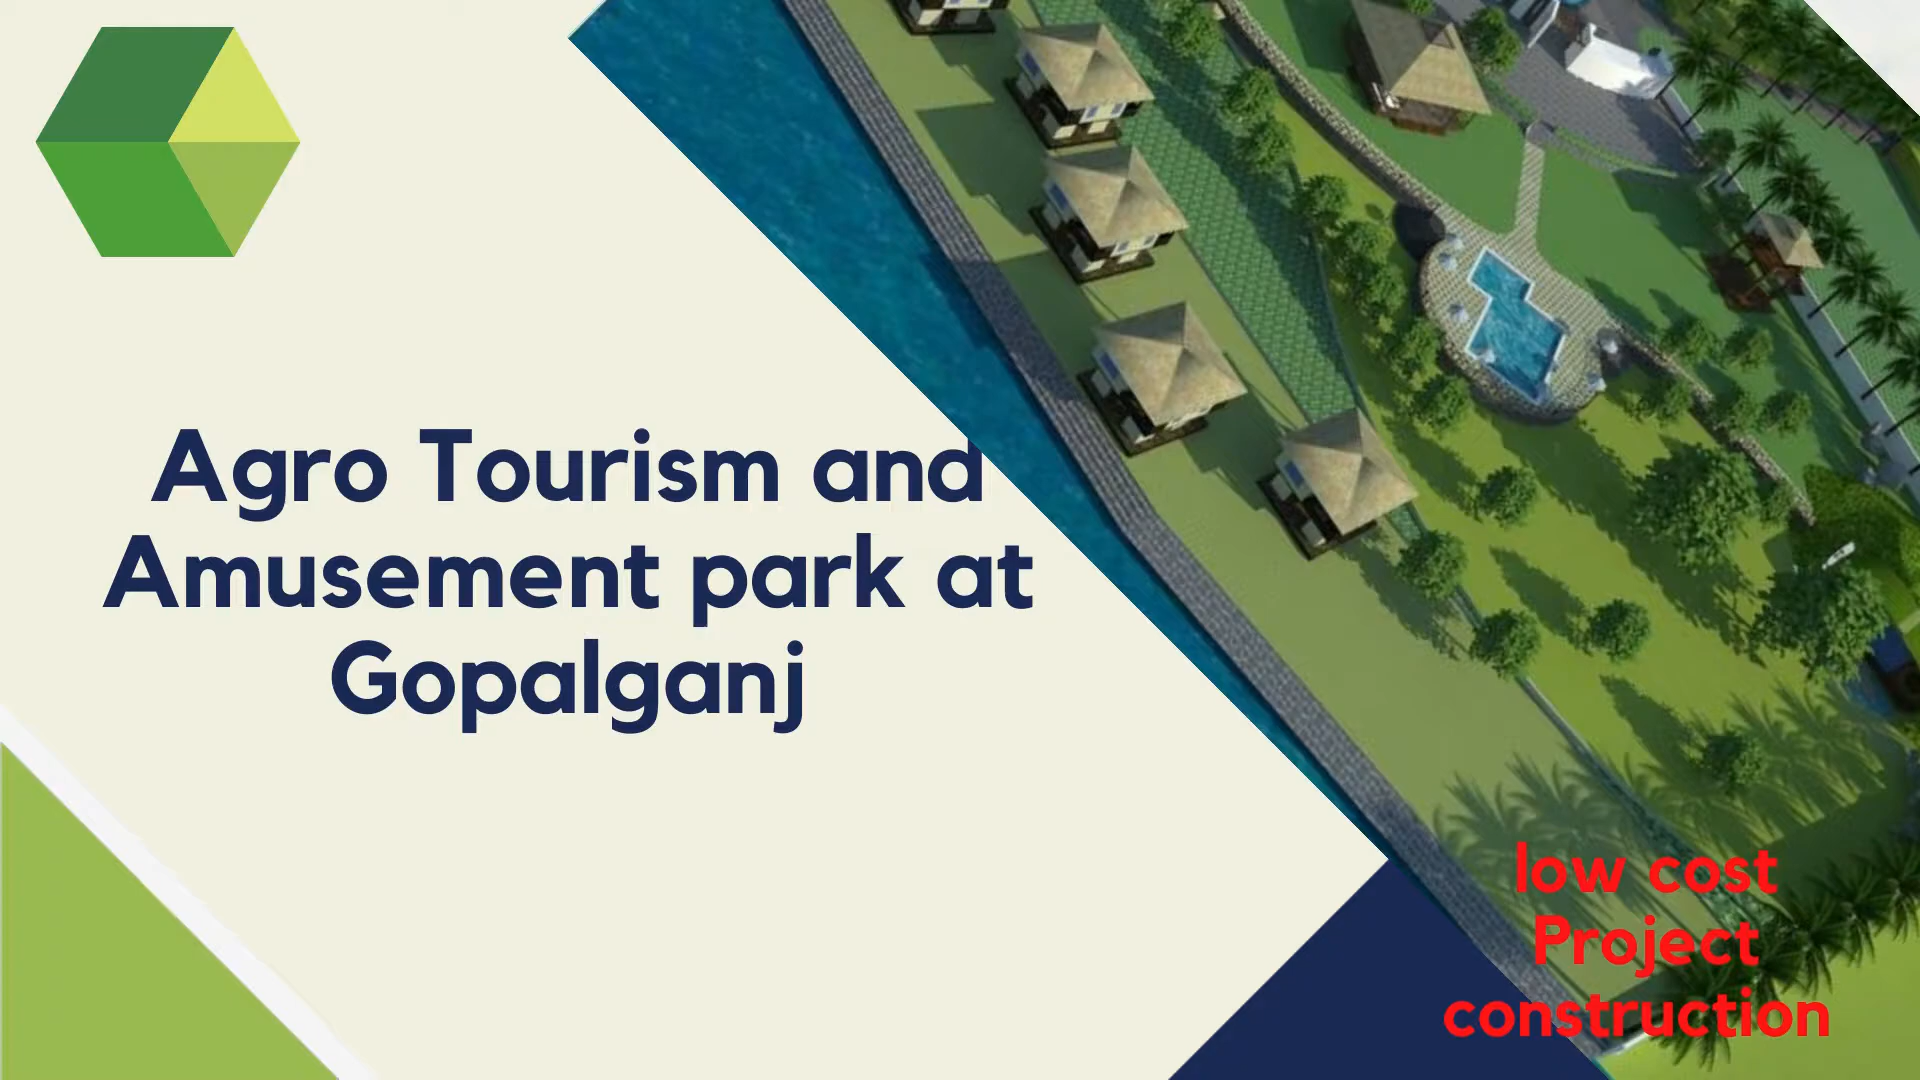 Agro Tourism and
Amusement park at
Gopalganj
low cost
Project
construction